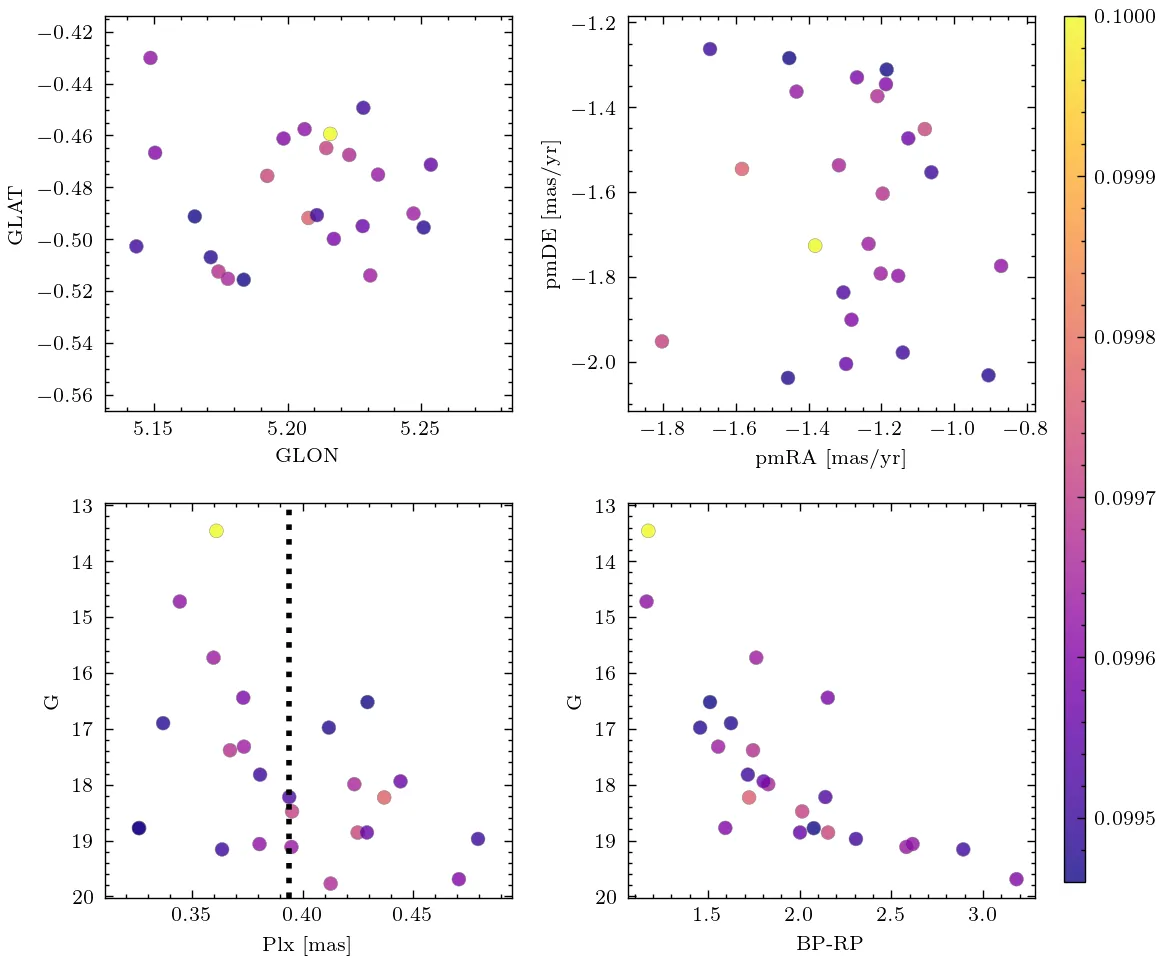 −0.42
−0.44
−0.46
−0.48
−0.50
−0.52
−0.54
−0.56
GLAT
5.15 5.20 5.25
GLON
−1.2
−1.4
−1.6
−1.8
−2.0
pmDE [mas/yr]
−1.8 −1.6 −1.4 −1.2 −1.0 −0.8
pmRA [mas/yr]
0.1000
0.0999
0.0998
0.0997
0.0996
0.0995
13
14
15
16
17
18
19
20
G
0.35 0.40 0.45
Plx [mas]
13
14
15
16
17
18
19
20
G
1.5 2.0 2.5 3.0
BP-RP